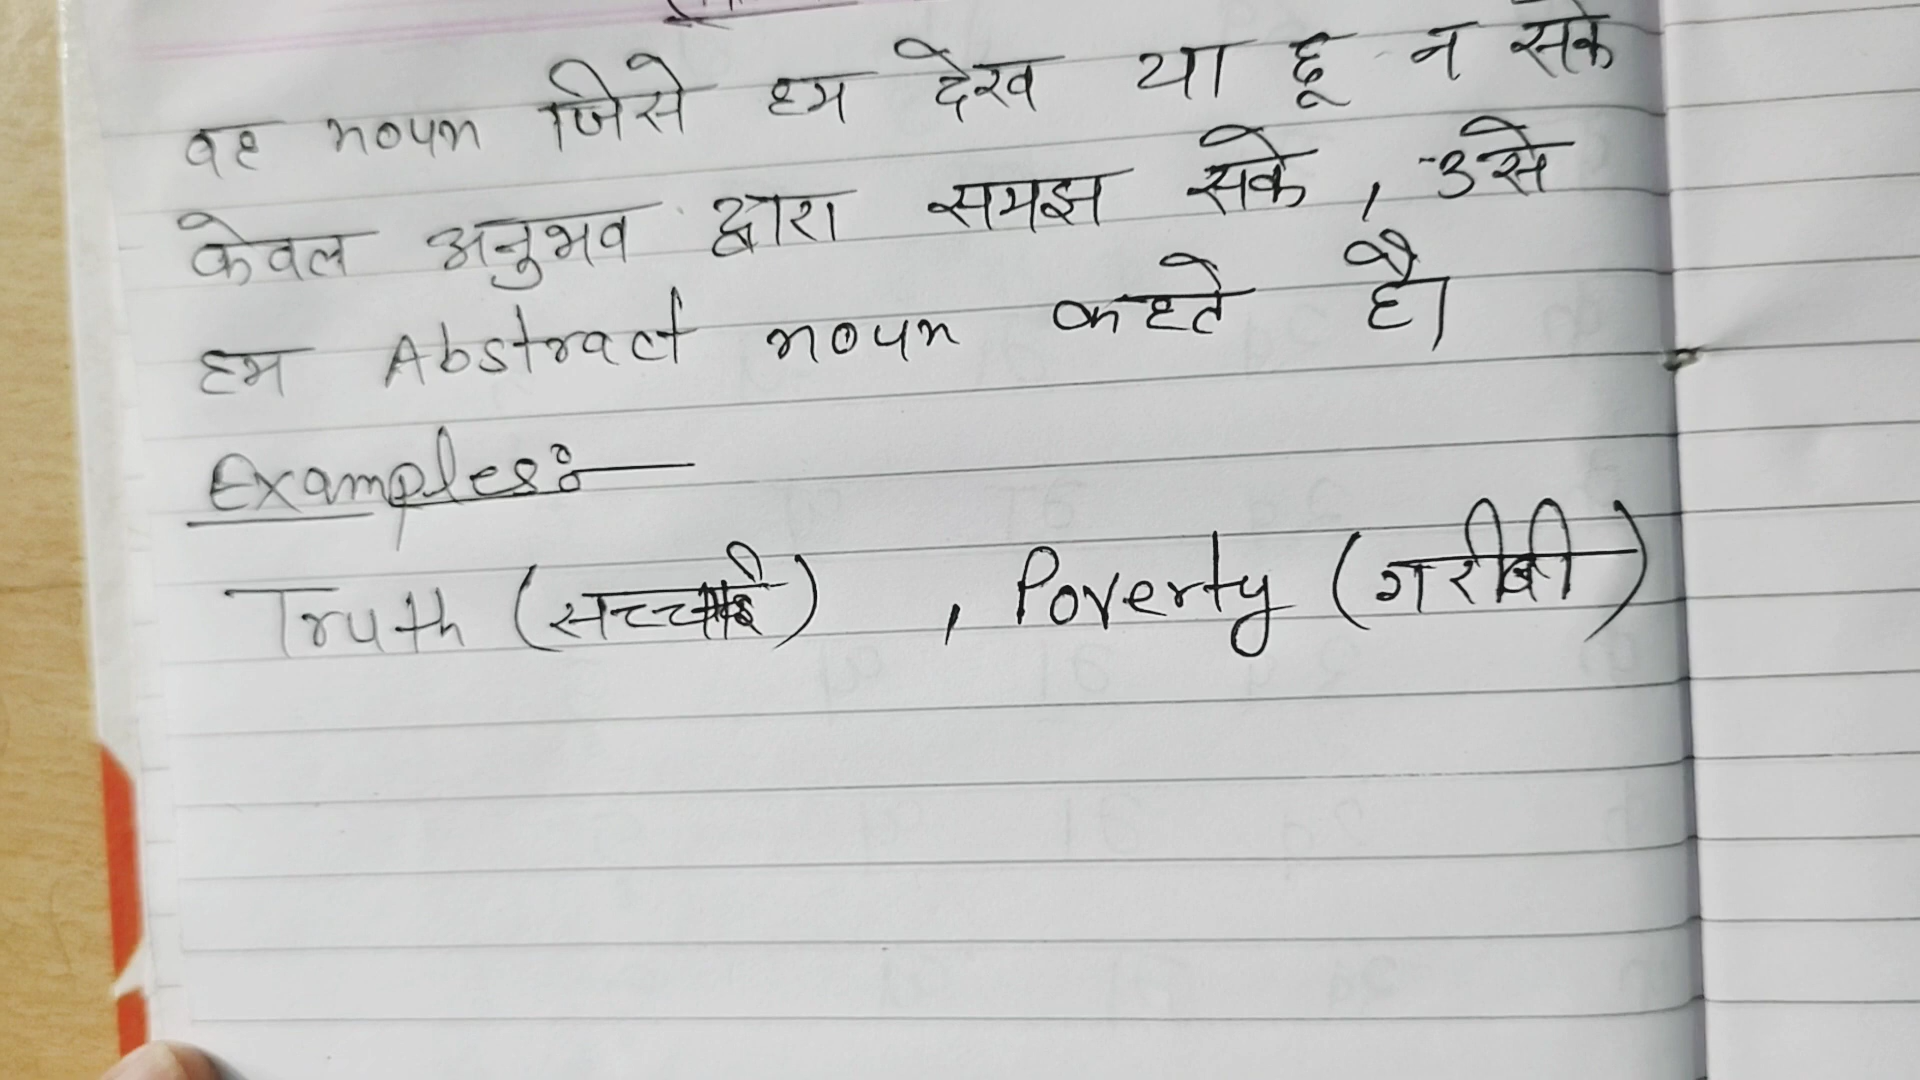 वह noun जिसे हम देख या छू न सके
केवल अनुभव द्वारा समझ सके, उसे
हम Abstract noun कहते है।
Examples:-
Truth (सच्चाई), Poverty (गरीबी)